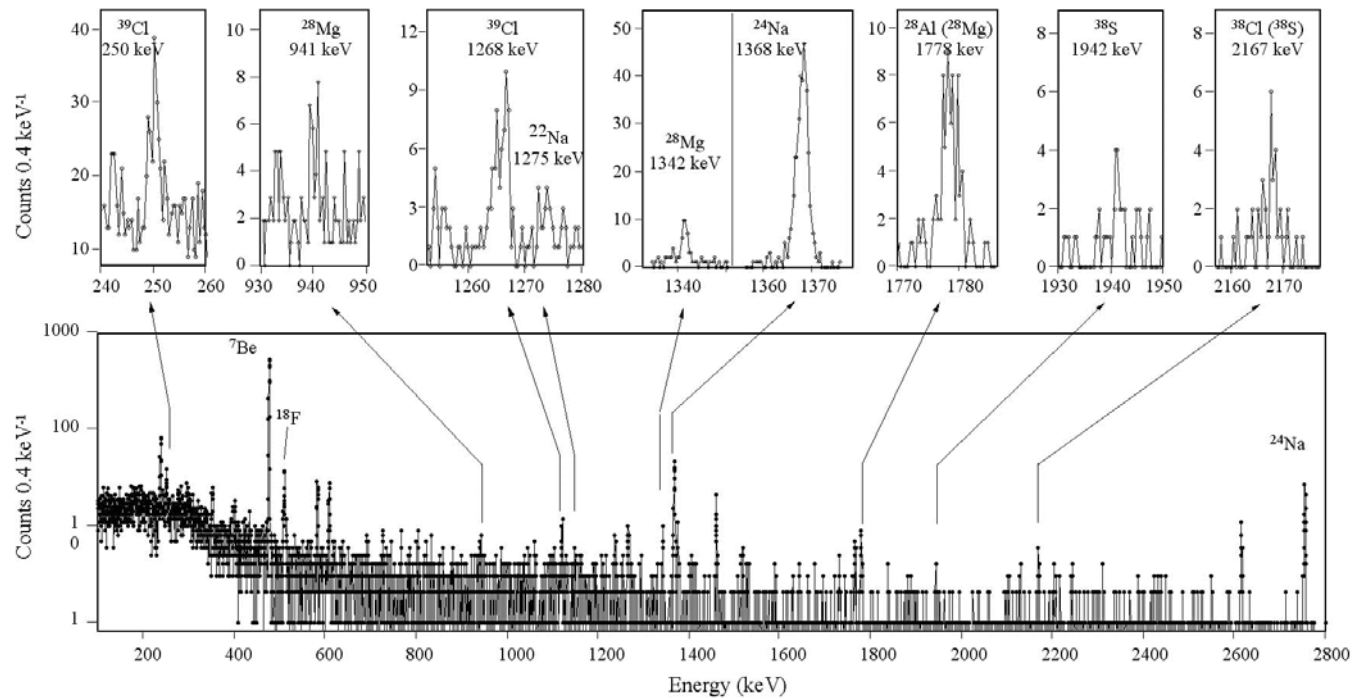 ³⁹Cl
250 keV
²⁸Mg
941 keV
³⁹Cl
1268 keV
²²Na
1275 keV
²⁸Mg
1342 keV
²⁴Na
1368 keV
²⁸Al (²⁸Mg)
1778 kev
³⁸S
1942 keV
³⁸Cl (³⁸S)
2167 keV
Counts 0.4 keV⁻¹
40
30
20
10
240 250 260
10
8
6
4
2
0
930 940 950
12
9
6
3
0
1260 1270 1280
50
40
30
20
10
0
1340 1360 1370
10
8
6
4
2
0
1770 1780
8
6
4
2
0
1930 1940 1950
8
6
4
2
0
2160 2170
Counts 0.4 keV⁻¹
1000
100
1
0
1
⁷Be
¹⁸F
²⁴Na
200 400 600 800 1000 1200 1400 1600 1800 2000 2200 2400 2600 2800
Energy (keV)